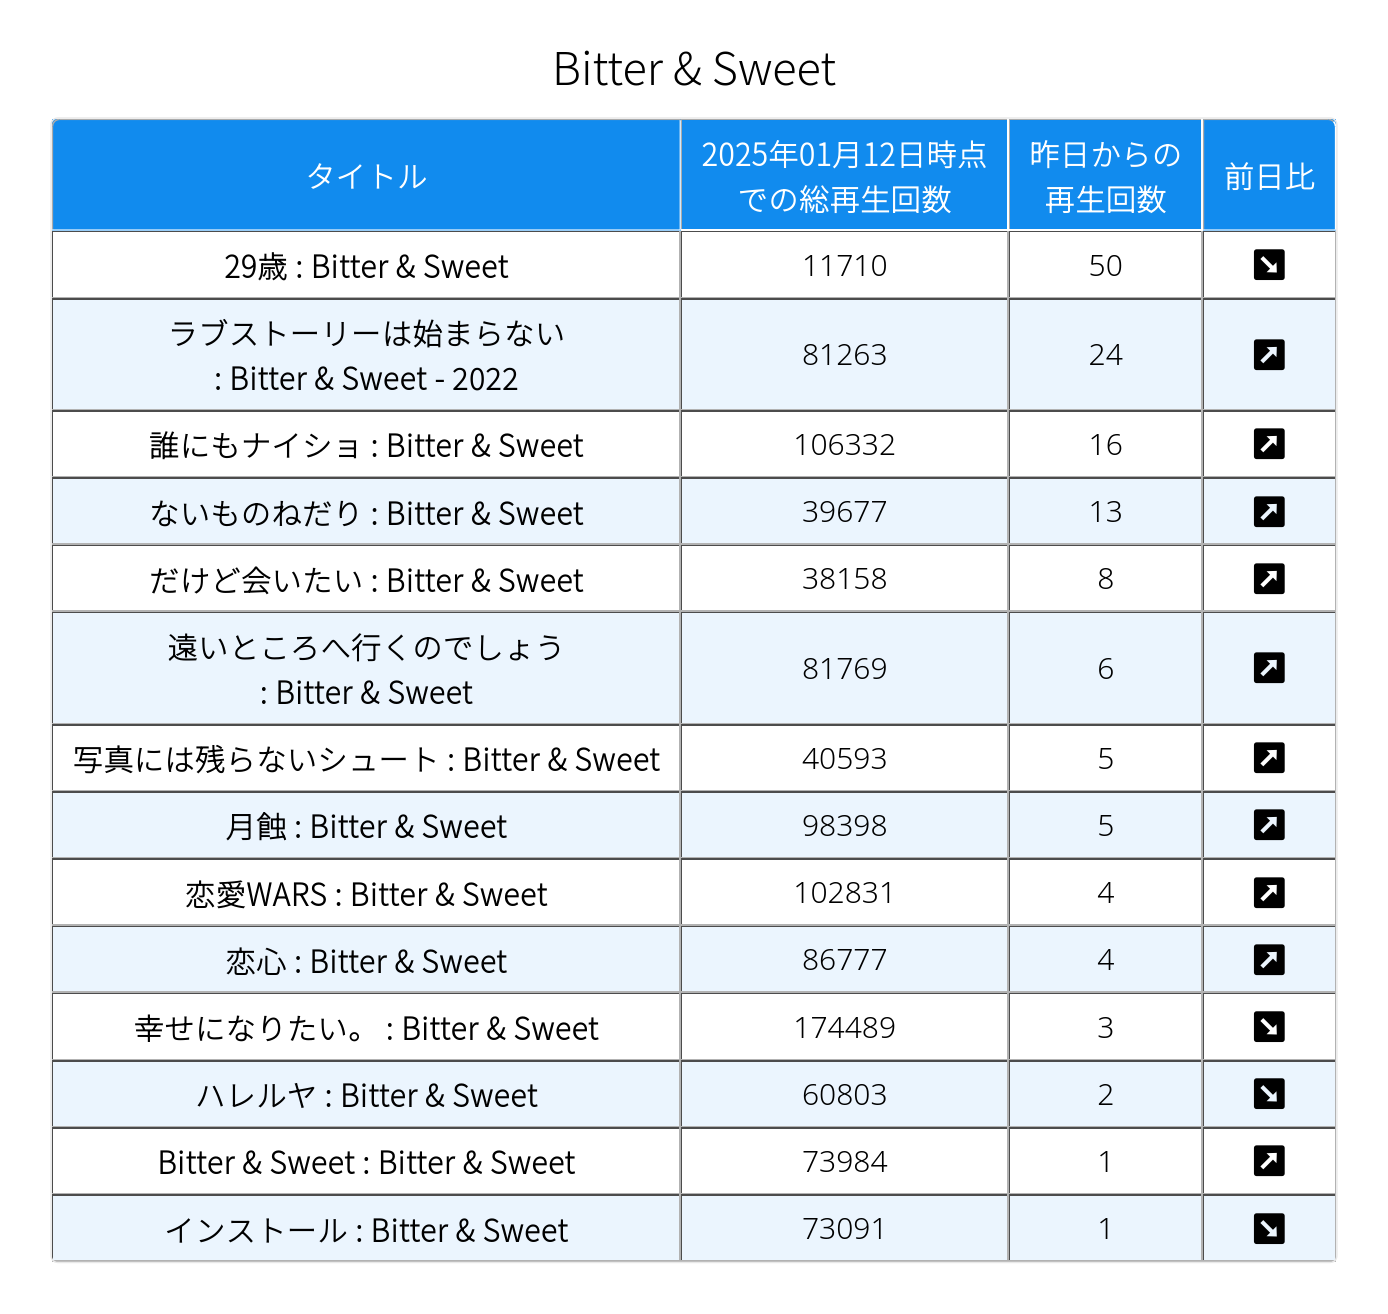 Bitter & Sweet
タイトル
2025年01月12日時点
での総再生回数
昨日からの
再生回数
前日比
29歳 : Bitter & Sweet
11710
50
ラブストーリーは始まらない
: Bitter & Sweet - 2022
81263
24
誰にもナイショ : Bitter & Sweet
106332
16
ないものねだり : Bitter & Sweet
39677
13
だけど会いたい : Bitter & Sweet
38158
8
遠いところへ行くのでしょう
: Bitter & Sweet
81769
6
写真には残らないシュート : Bitter & Sweet
40593
5
月蝕 : Bitter & Sweet
98398
5
恋愛WARS : Bitter & Sweet
102831
4
恋心 : Bitter & Sweet
86777
4
幸せになりたい。 : Bitter & Sweet
174489
3
ハレルヤ : Bitter & Sweet
60803
2
Bitter & Sweet : Bitter & Sweet
73984
1
インストール : Bitter & Sweet
73091
1